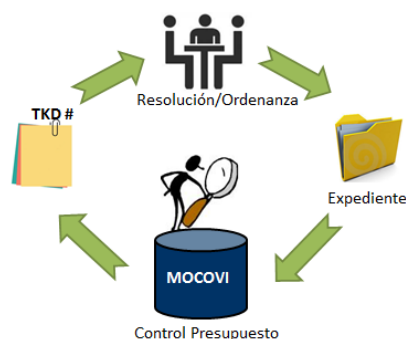 TKD #
Resolución/Ordenanza
Expediente
MOCOVI
Control Presupuesto